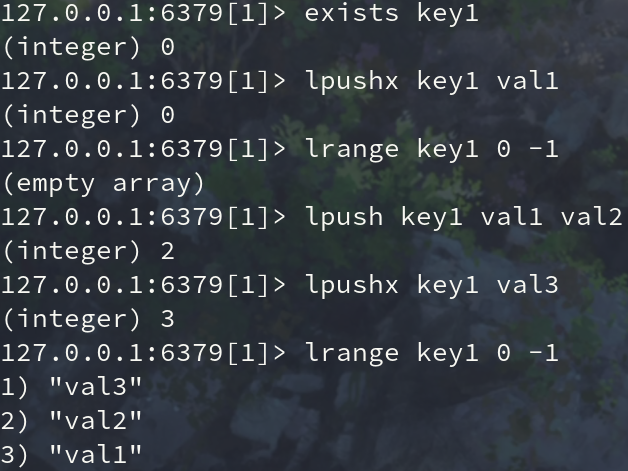 127.0.0.1:6379[1]> exists key1
(integer) 0
127.0.0.1:6379[1]> lpushx key1 val1
(integer) 0
127.0.0.1:6379[1]> lrange key1 0 -1
(empty array)
127.0.0.1:6379[1]> lpush key1 val1 val2
(integer) 2
127.0.0.1:6379[1]> lpushx key1 val3
(integer) 3
127.0.0.1:6379[1]> lrange key1 0 -1
1) "val3"
2) "val2"
3) "val1"